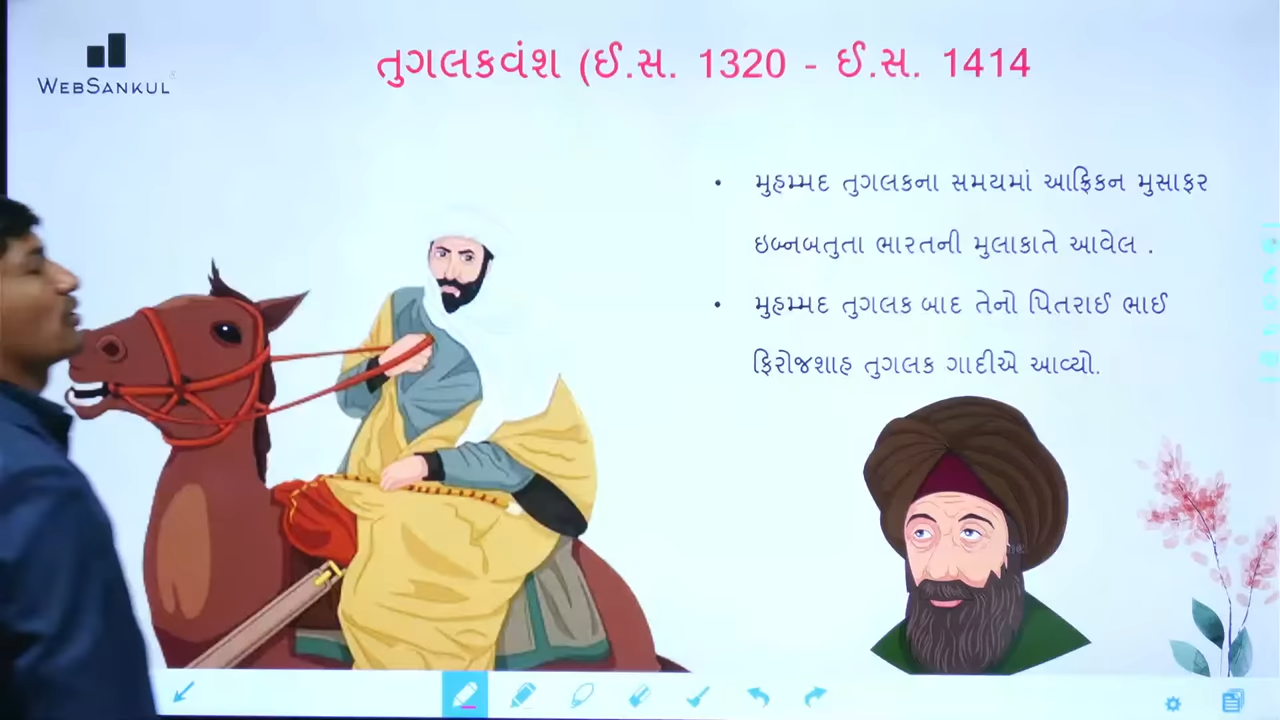 WEBSANKUL
તુગલકવંશ (ઈ.સ. 1320 - ઈ.સ. 1414
• મુહમ્મદ તુગલકના સમયમાં આફ્રિકન મુસાફર
ઇબ્નબતુતા ભારતની મુલાકાતે આવેલ .
• મુહમ્મદ તુગલક બાદ તેનો પિતરાઈ ભાઈ
ફિરોજશાહ તુગલક ગાદીએ આવ્યો.